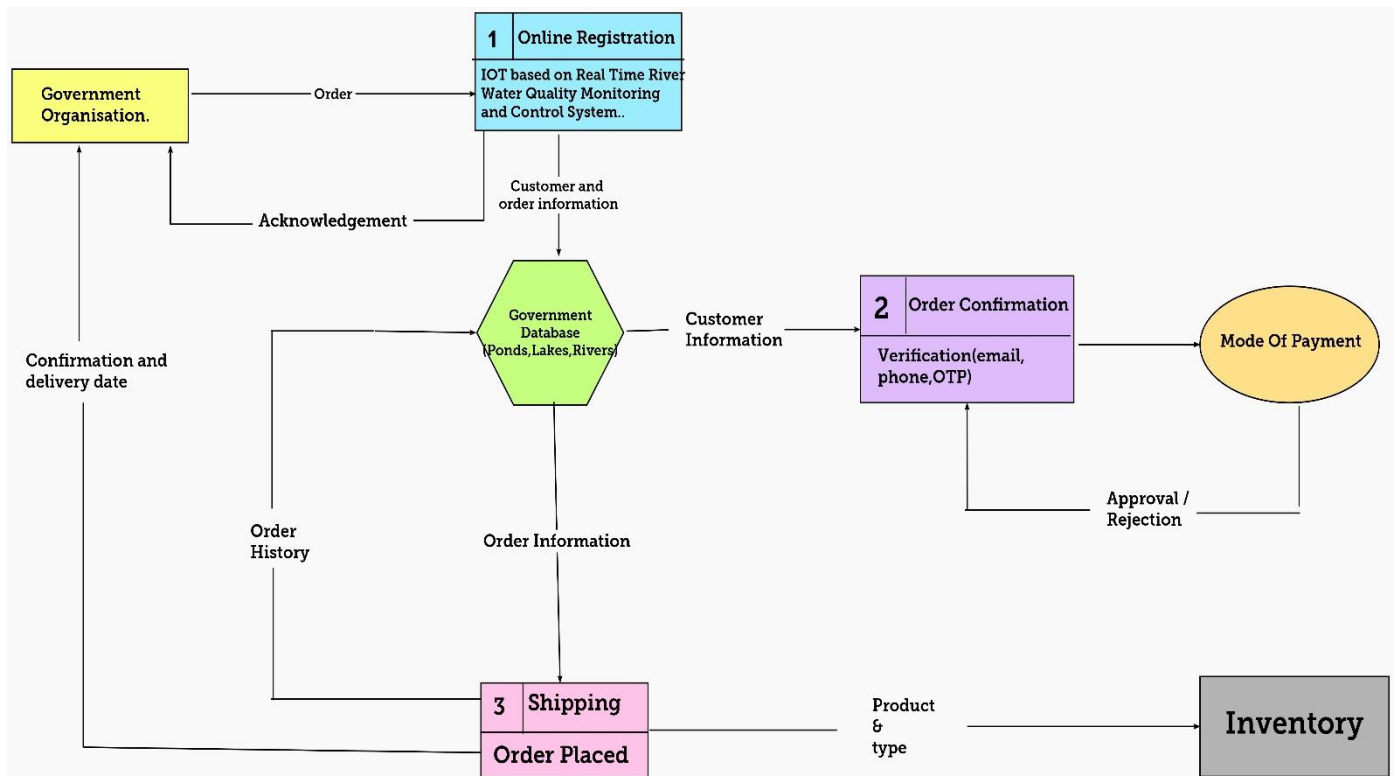 1 Online Registration
IOT based on Real Time River
Water Quality Monitoring
and Control System..
Government
Organisation.
Order
Customer and
order information
Acknowledgement
Government
Database
(Ponds,Lakes,Rivers)
Customer
Information
2 Order Confirmation
Verification(email,
phone,OTP)
Mode Of Payment
Confirmation and
delivery date
Approval /
Rejection
Order
History
Order Information
3 Shipping
Order Placed
Product
&
type
Inventory